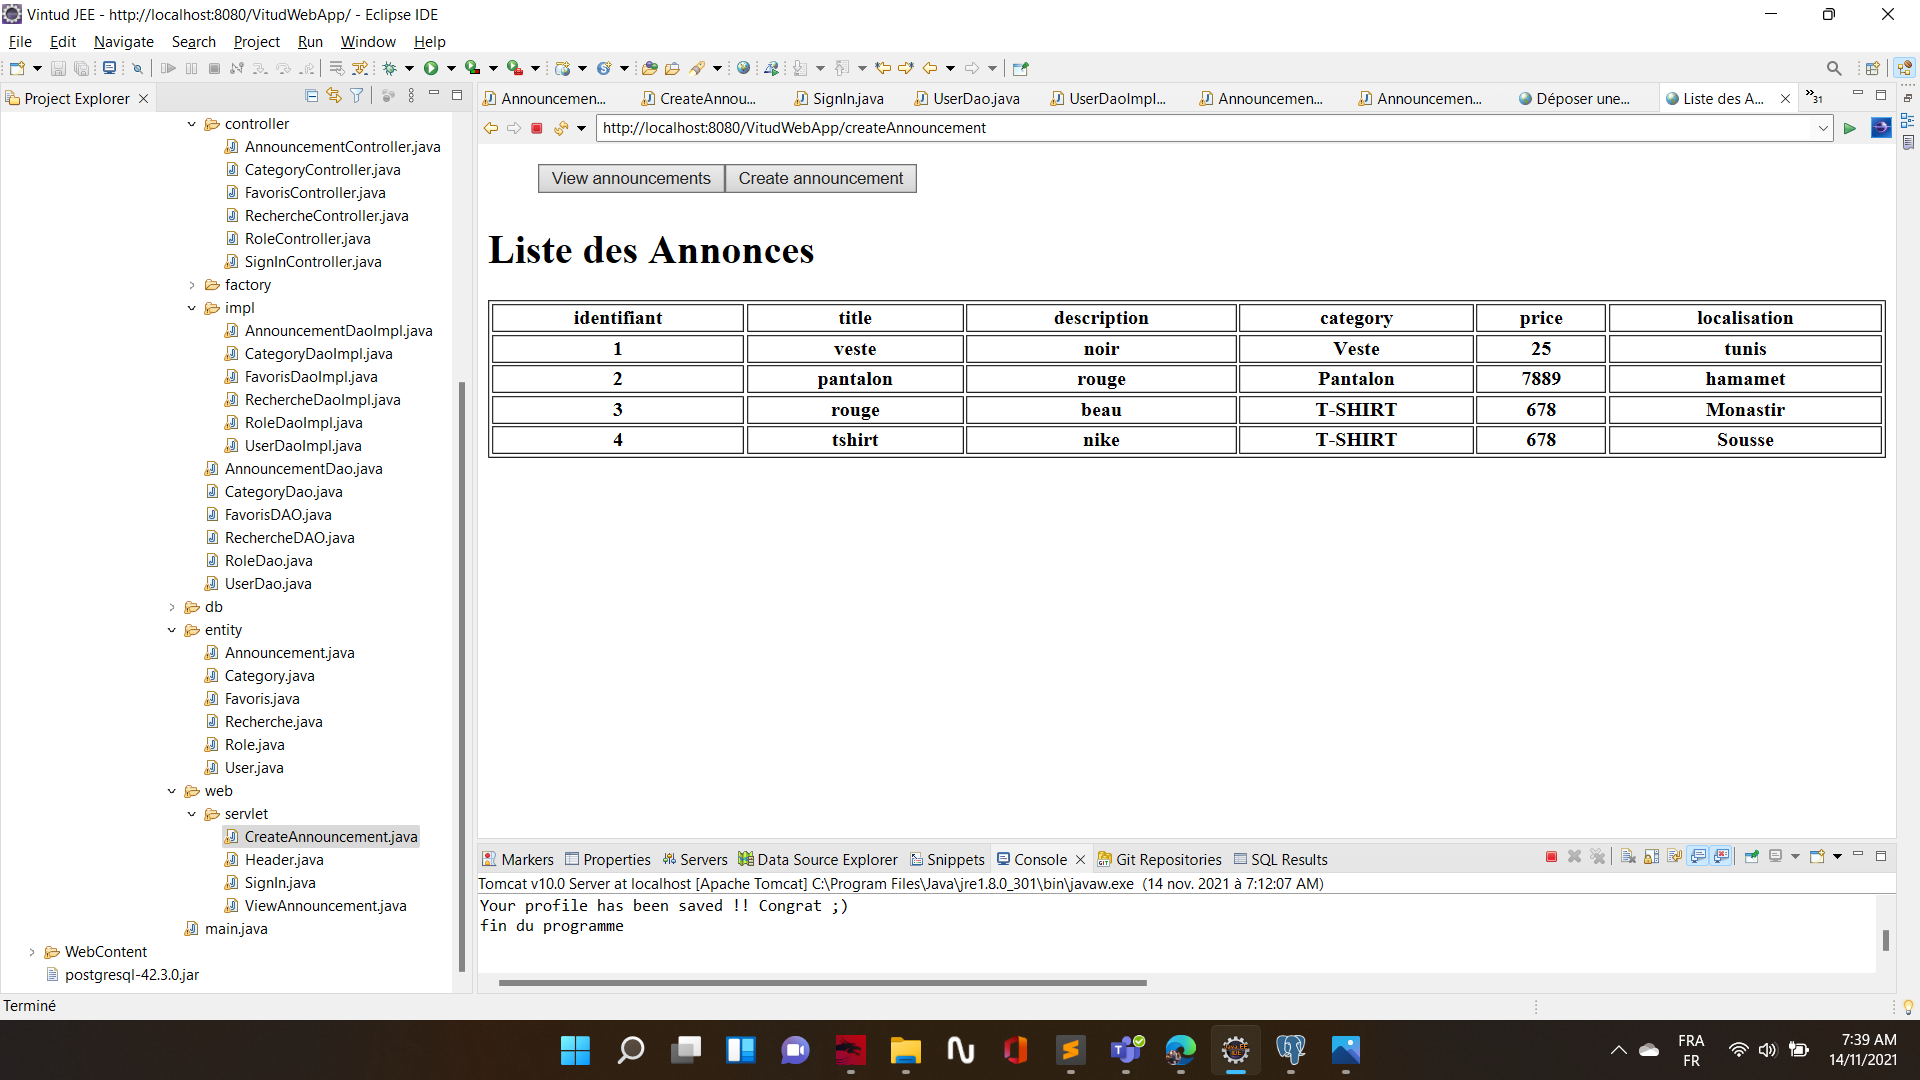 Vintud JEE - http://localhost:8080/VitudWebApp/ - Eclipse IDE
File Edit Navigate Search Project Run Window Help
Project Explorer
controller
AnnouncementController.java
CategoryController.java
FavorisController.java
RechercheController.java
RoleController.java
SignInController.java
factory
impl
AnnouncementDaoImpl.java
CategoryDaoImpl.java
FavorisDaoImpl.java
RechercheDaoImpl.java
RoleDaoImpl.java
UserDaoImpl.java
AnnouncementDao.java
CategoryDao.java
FavorisDAO.java
RechercheDAO.java
RoleDao.java
UserDao.java
db
entity
Announcement.java
Category.java
Favoris.java
Recherche.java
Role.java
User.java
web
servlet
CreateAnnouncement.java
Header.java
SignIn.java
ViewAnnouncement.java
main.java
WebContent
postgresql-42.3.0.jar
Announcemen... CreateAnnou... SignIn.java UserDao.java UserDaoImpl... Announcemen... Announcemen... Déposer une... Liste des A... 31
http://localhost:8080/VitudWebApp/createAnnouncement
View announcements Create announcement
Liste des Annonces
identifiant title description category price localisation
1 veste noir Veste 25 tunis
2 pantalon rouge Pantalon 7889 hamamet
3 rouge beau T-SHIRT 678 Monastir
4 tshirt nike T-SHIRT 678 Sousse
Markers Properties Servers Data Source Explorer Snippets Console Git Repositories SQL Results
Tomcat v10.0 Server at localhost [Apache Tomcat] C:\Program Files\Java\jre1.8.0_301\bin\javaw.exe (14 nov. 2021 à 7:12:07 AM)
Your profile has been saved !! Congrat ;)
fin du programme
Terminé
FRA
FR
7:39 AM
14/11/2021